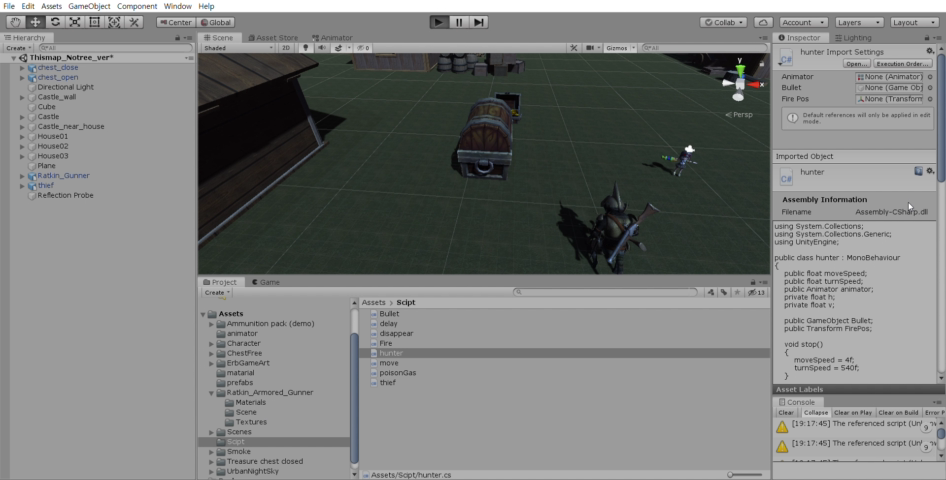 File Edit Assets GameObject Component Window Help
Center Global Collab Account Layers Layout
Hierarchy
Create All
Thismap_Notree_ver*
chest_close
chest_open
Directional Light
Castle_wall
Cube
Castle
Castle_near_house
House01
House02
House03
Plane
Ratkin_Gunner
thief
Reflection Probe
Scene Asset Store Animator
Shaded 2D 0 Gizmos All
y
x
Persp
Project Game
Create 13
Assets
Ammunition pack (demo)
animator
Character
ChestFree
ErbGameArt
matarial
prefabs
Ratkin_Armored_Gunner
Materials
Scene
Textures
Scenes
Scipt
Smoke
Treasure chest closed
UrbanNightSky
Assets > Scipt
Bullet
delay
disappear
Fire
hunter
move
poisonGas
thief
Assets/Scipt/hunter.cs
Inspector Lighting
hunter Import Settings
C#
Open... Execution Order...
Animator None (Animator)
Bullet None (Game Obj
Fire Pos None (Transform
Default references will only be applied in edit
mode.
Imported Object
hunter
C#
Assembly Information
Filename Assembly-CSharp.dll
using System.Collections;
using System.Collections.Generic;
using UnityEngine;
public class hunter : MonoBehaviour
{
public float moveSpeed;
public float turnSpeed;
public Animator animator;
private float h;
private float v;
public GameObject Bullet;
public Transform FirePos;
void stop()
{
moveSpeed = 4f;
turnSpeed = 540f;
}
Asset Labels
Console
Clear Collapse Clear on Play Clear on Build Error P
[19:17:45] The referenced script (Unknow 9
[19:17:45] The referenced script (Un 9